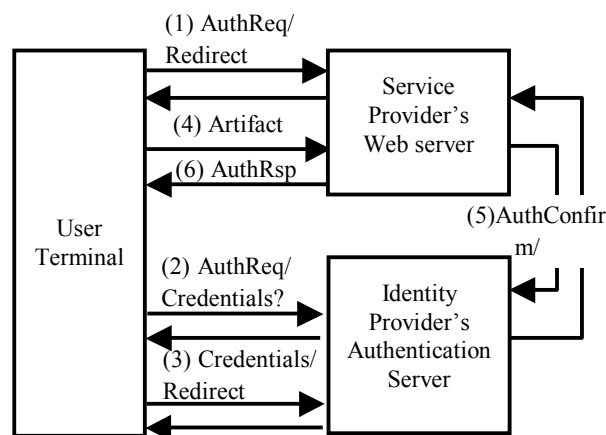 (1) AuthReq/
Redirect
(4) Artifact
(6) AuthRsp
Service
Provider's
Web server
(5)AuthConfir
m/
User
Terminal
(2) AuthReq/
Credentials?
(3) Credentials/
Redirect
Identity
Provider's
Authentication
Server